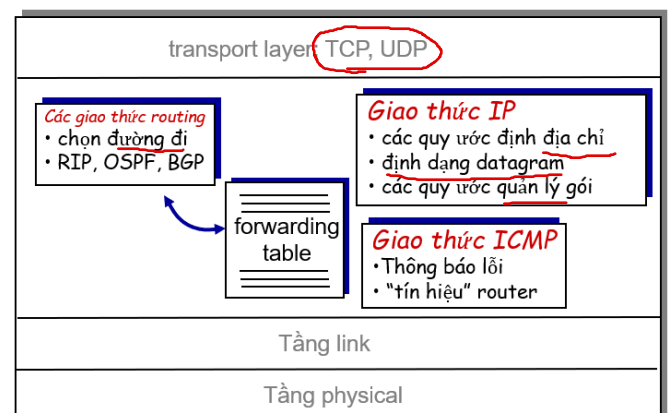 transport layer: TCP, UDP
Các giao thức routing
• chọn đường đi
• RIP, OSPF, BGP
forwarding
table
Giao thức IP
• các quy ước định địa chỉ
• định dạng datagram
• các quy ước quản lý gói
Giao thức ICMP
•Thông báo lỗi
• “tín hiệu” router
Tầng link
Tầng physical